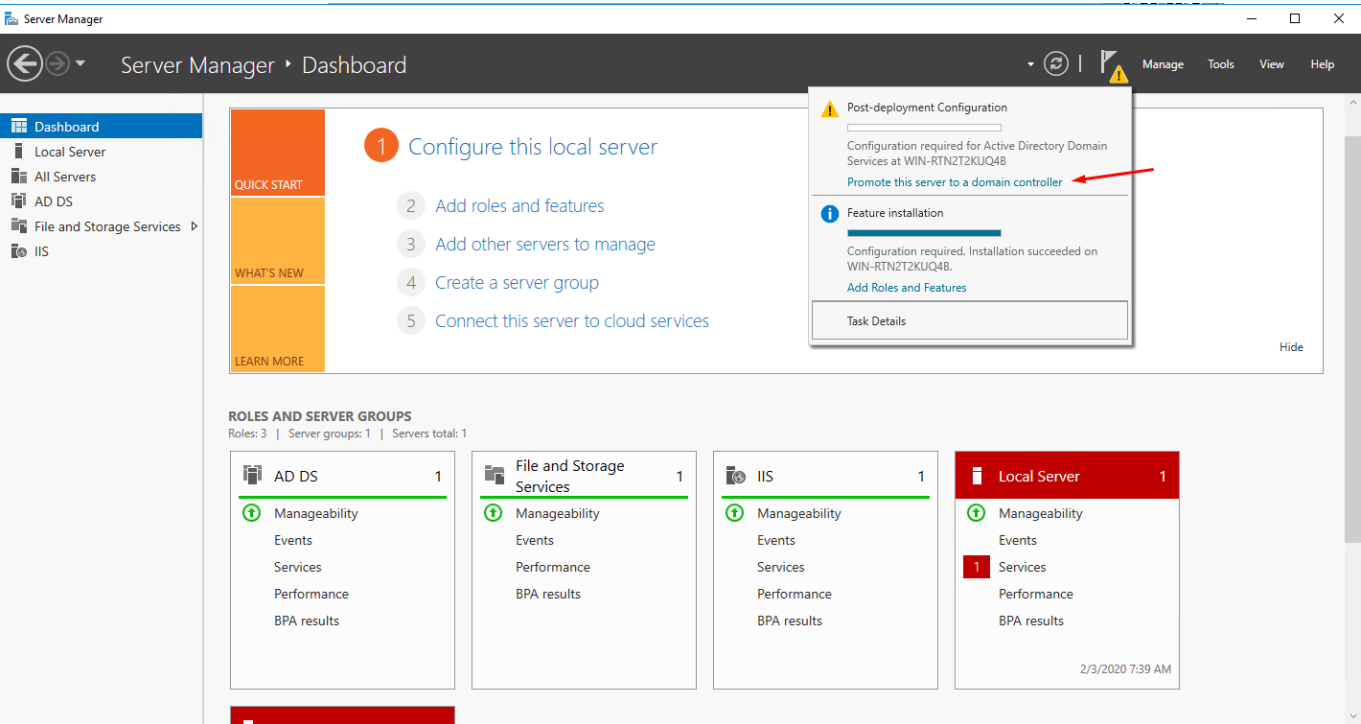 Server Manager
Server Manager • Dashboard
Manage Tools View Help
Dashboard
Local Server
All Servers
AD DS
File and Storage Services
IIS
QUICK START
WHAT'S NEW
LEARN MORE
1 Configure this local server
2 Add roles and features
3 Add other servers to manage
4 Create a server group
5 Connect this server to cloud services
Hide
Post-deployment Configuration
Configuration required for Active Directory Domain
Services at WIN-RTN2T2KUQ4B
Promote this server to a domain controller
Feature installation
Configuration required. Installation succeeded on
WIN-RTN2T2KUQ4B.
Add Roles and Features
Task Details
ROLES AND SERVER GROUPS
Roles: 3 | Server groups: 1 | Servers total: 1
AD DS 1
Manageability
Events
Services
Performance
BPA results
File and Storage
Services 1
Manageability
Events
Performance
BPA results
IIS 1
Manageability
Events
Services
Performance
BPA results
Local Server 1
Manageability
Events
1 Services
Performance
BPA results
2/3/2020 7:39 AM